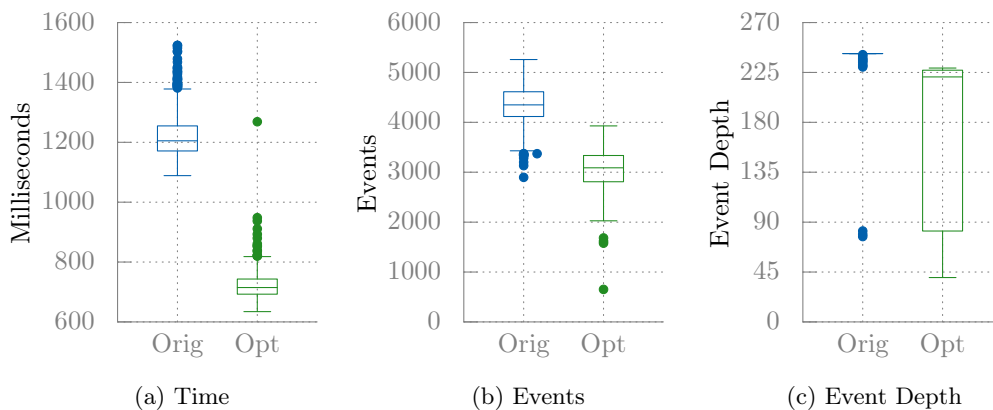 Milliseconds
1600
1400
1200
1000
800
600
Orig Opt
(a) Time
Events
6000
5000
4000
3000
2000
1000
0
Orig Opt
(b) Events
Event Depth
270
225
180
135
90
45
0
Orig Opt
(c) Event Depth